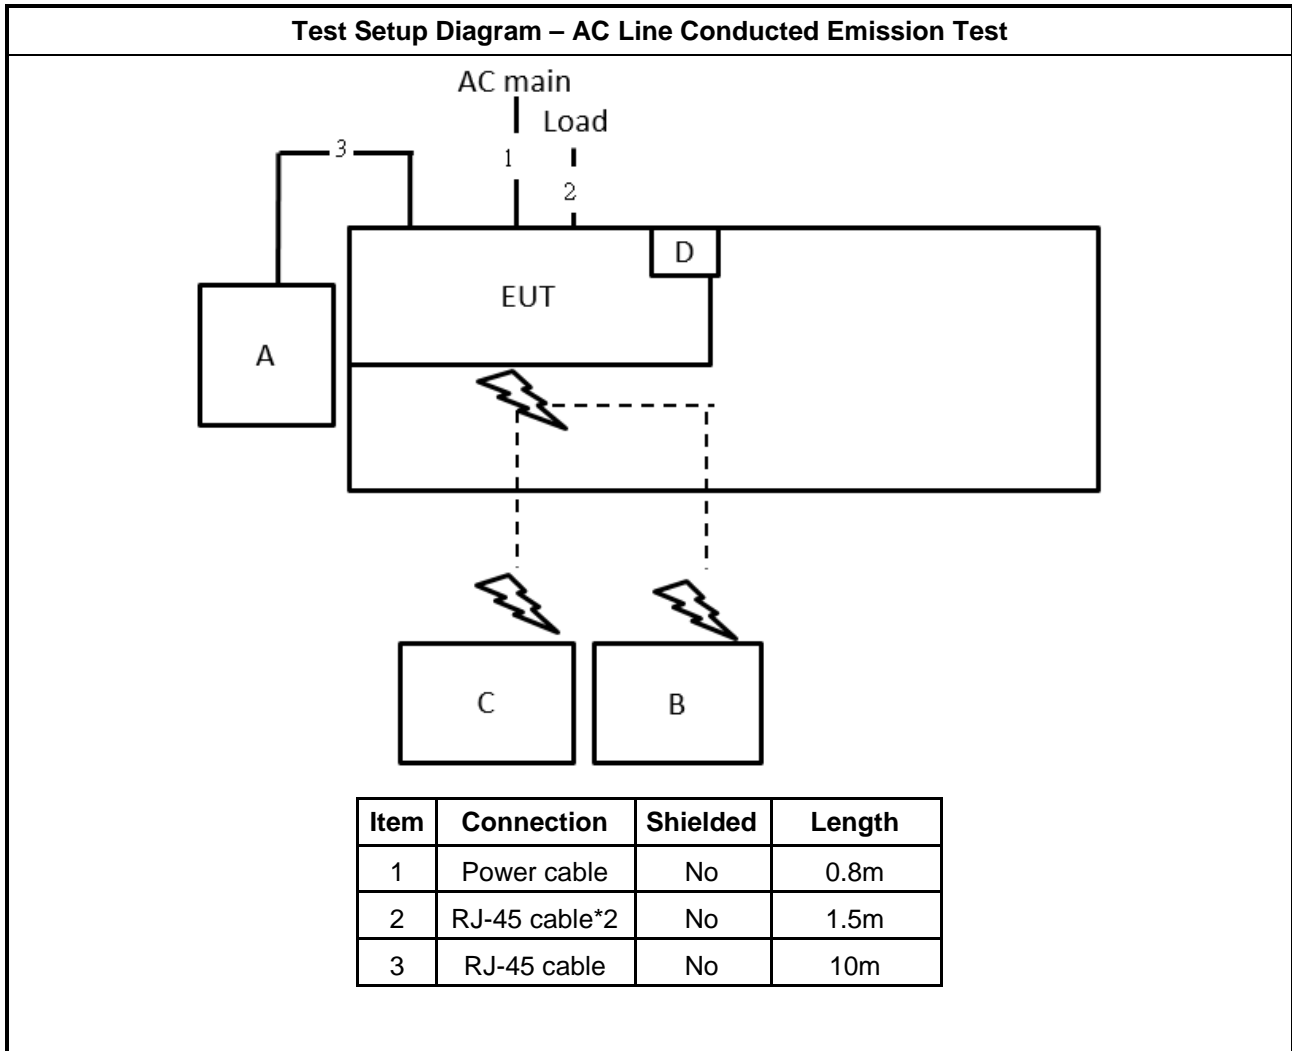 Test Setup Diagram – AC Line Conducted Emission Test
AC main
Load
3
1
2
D
EUT
A
C
B
Item Connection Shielded Length
1 Power cable No 0.8m
2 RJ-45 cable*2 No 1.5m
3 RJ-45 cable No 10m